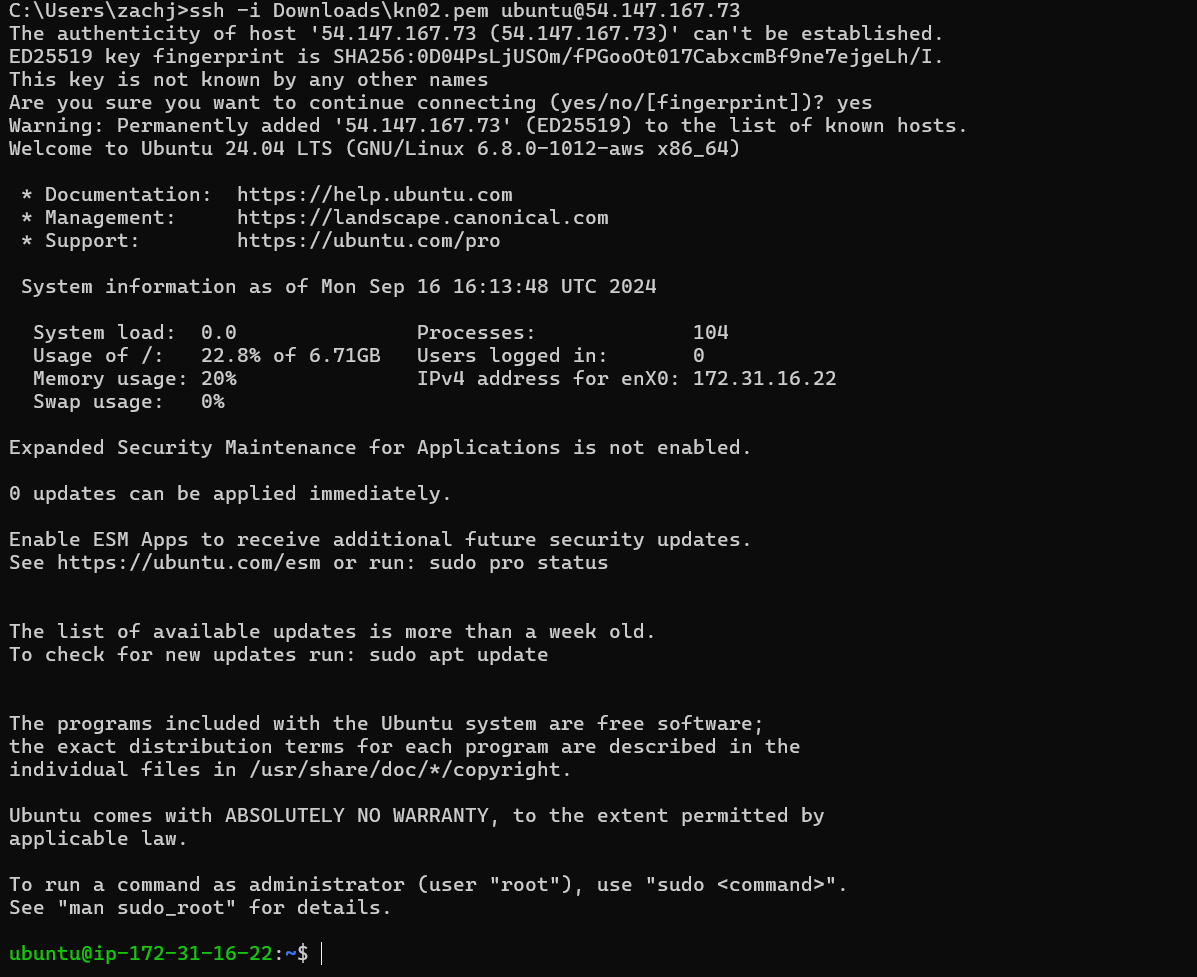 C:\Users\zachj>ssh -i Downloads\kn02.pem ubuntu@54.147.167.73
The authenticity of host '54.147.167.73 (54.147.167.73)' can't be established.
ED25519 key fingerprint is SHA256:0D04PsLjUSOm/fPGooOt017CabxcmBf9ne7ejgeLh/I.
This key is not known by any other names
Are you sure you want to continue connecting (yes/no/[fingerprint])? yes
Warning: Permanently added '54.147.167.73' (ED25519) to the list of known hosts.
Welcome to Ubuntu 24.04 LTS (GNU/Linux 6.8.0-1012-aws x86_64)

 * Documentation:  https://help.ubuntu.com
 * Management:     https://landscape.canonical.com
 * Support:        https://ubuntu.com/pro

 System information as of Mon Sep 16 16:13:48 UTC 2024

  System load:  0.0               Processes:             104
  Usage of /:   22.8% of 6.71GB   Users logged in:       0
  Memory usage: 20%               IPv4 address for enX0: 172.31.16.22
  Swap usage:   0%

Expanded Security Maintenance for Applications is not enabled.

0 updates can be applied immediately.

Enable ESM Apps to receive additional future security updates.
See https://ubuntu.com/esm or run: sudo pro status


The list of available updates is more than a week old.
To check for new updates run: sudo apt update


The programs included with the Ubuntu system are free software;
the exact distribution terms for each program are described in the
individual files in /usr/share/doc/*/copyright.

Ubuntu comes with ABSOLUTELY NO WARRANTY, to the extent permitted by
applicable law.

To run a command as administrator (user "root"), use "sudo <command>".
See "man sudo_root" for details.

ubuntu@ip-172-31-16-22:~$